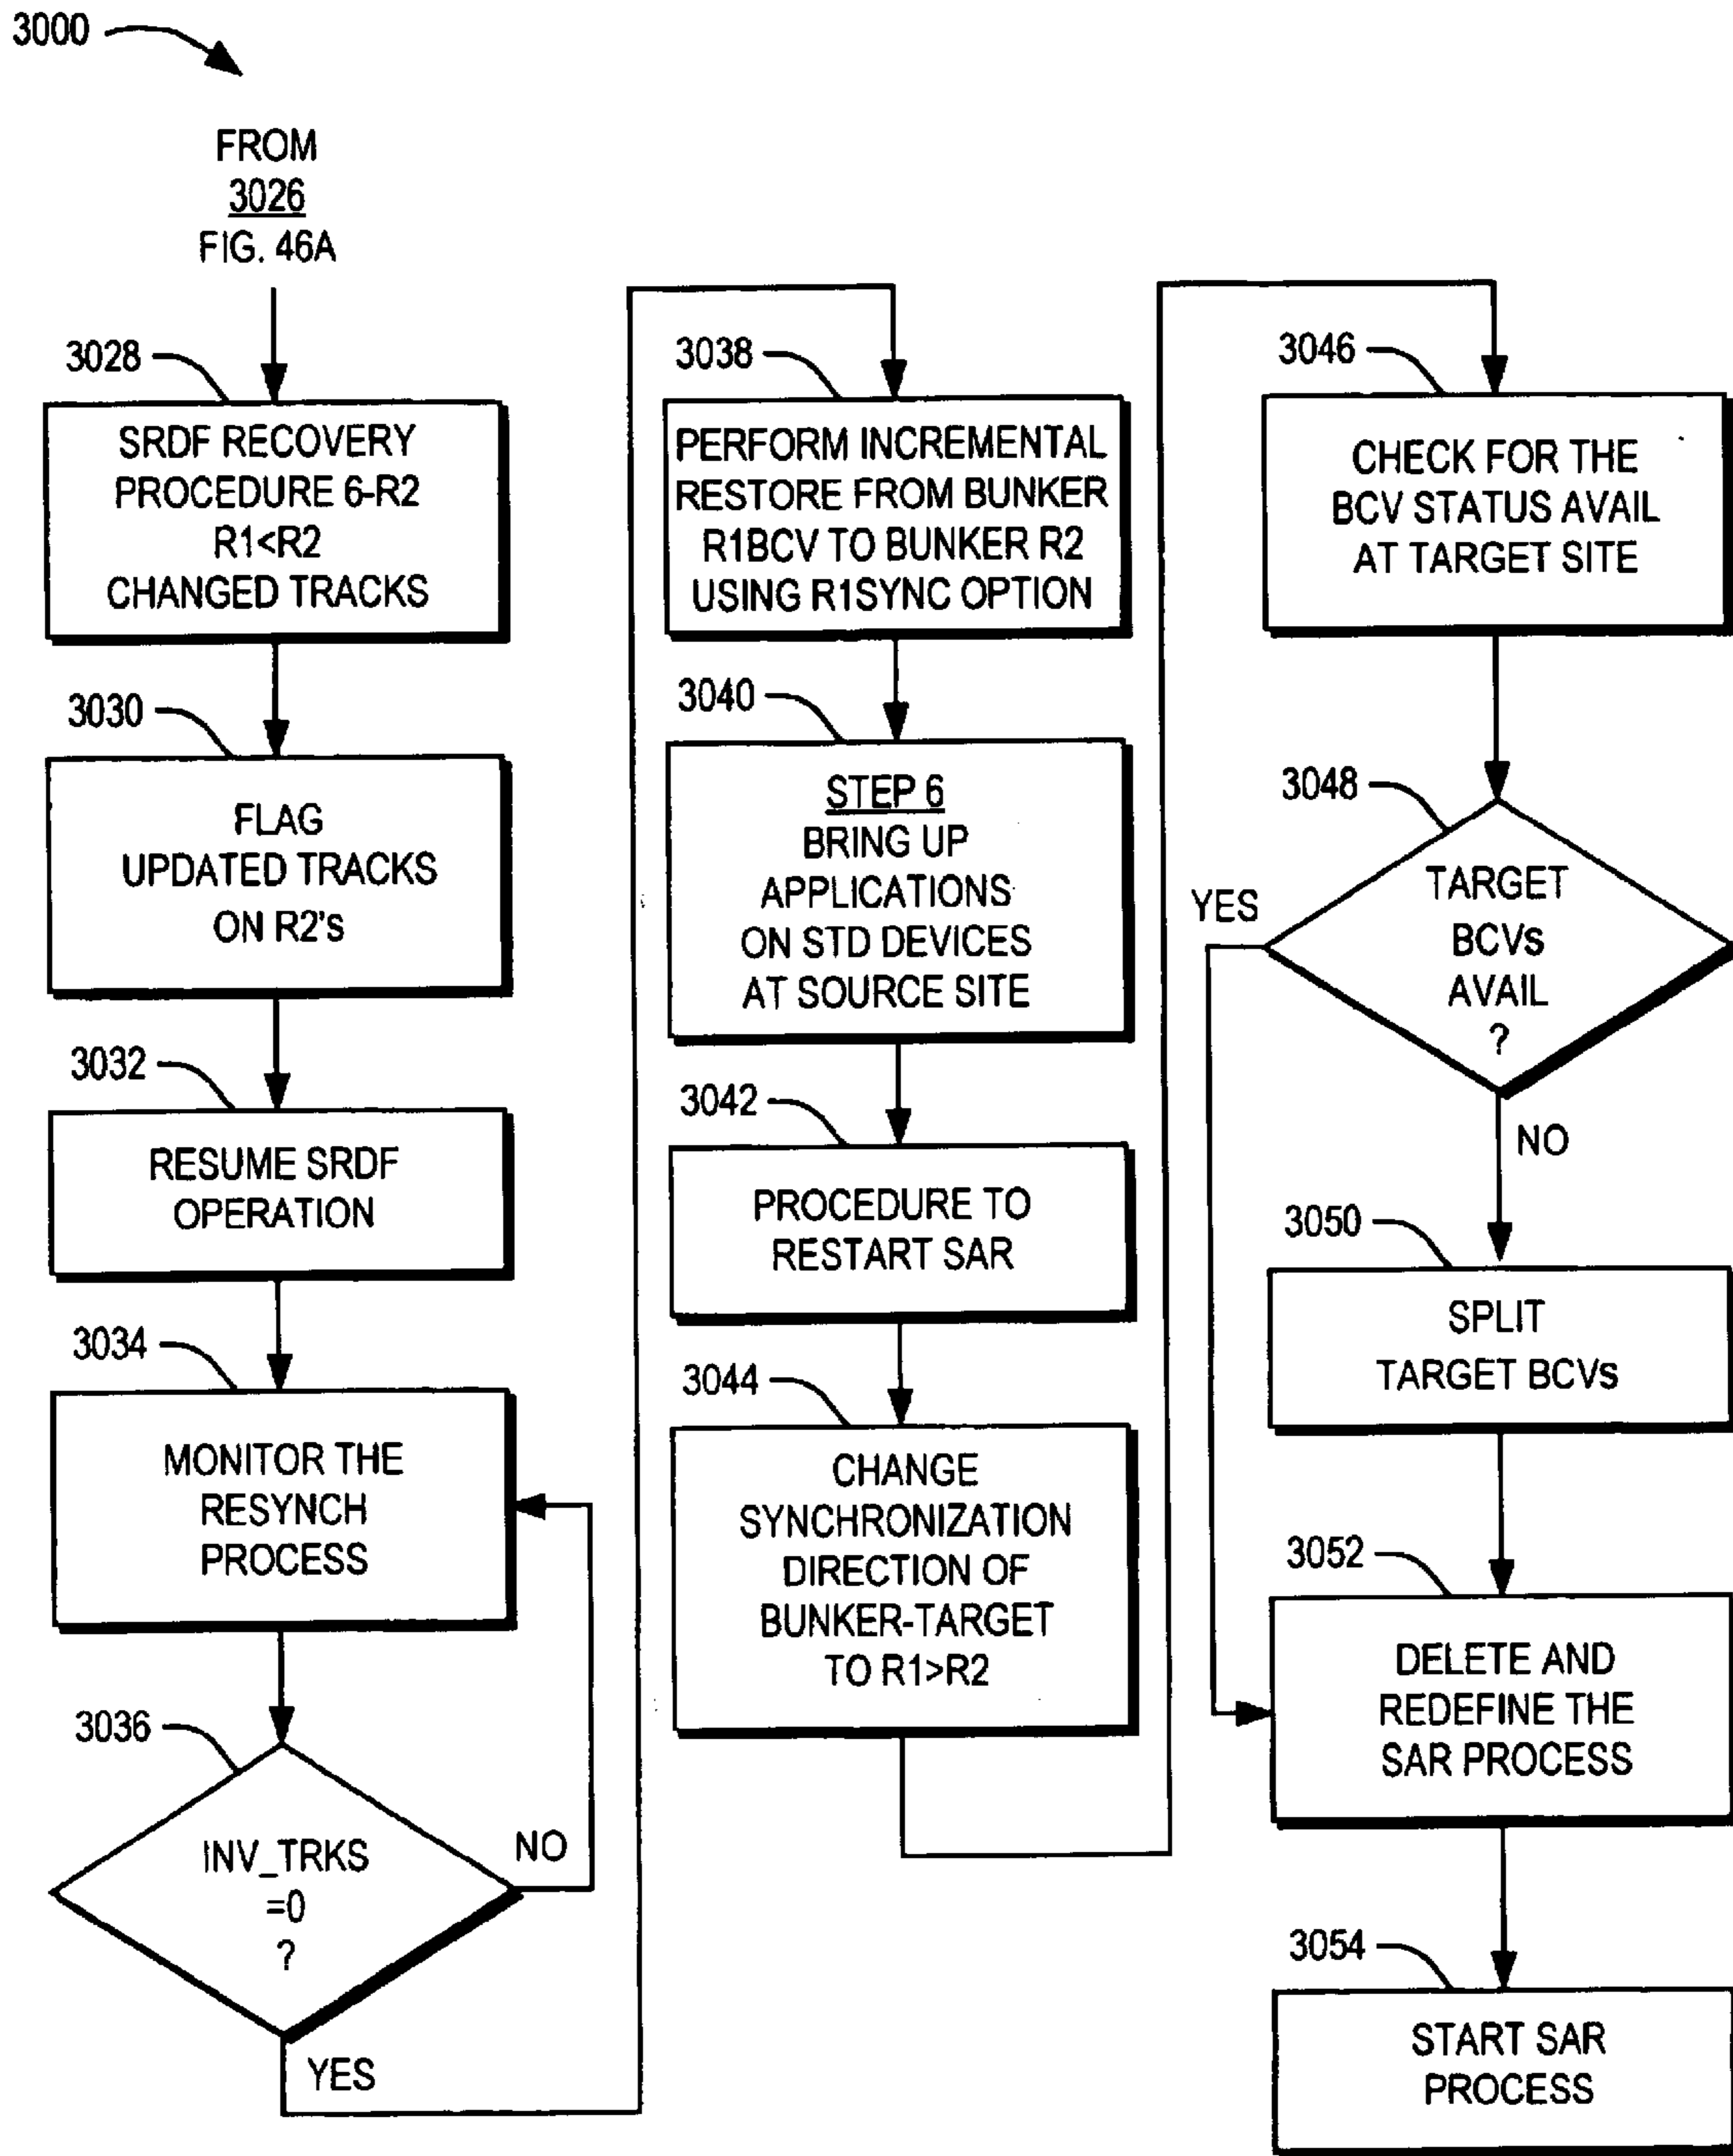 3000
FROM
3026
FIG. 46A
3028
SRDF RECOVERY
PROCEDURE 6-R2
R1<R2
CHANGED TRACKS
3030
FLAG
UPDATED TRACKS
ON R2's
3032
RESUME SRDF
OPERATION
3034
MONITOR THE
RESYNCH
PROCESS
3036
INV_TRKS
=0
?
NO
YES
3038
PERFORM INCREMENTAL
RESTORE FROM BUNKER
R1BCV TO BUNKER R2
USING R1SYNC OPTION
3040
STEP 6
BRING UP
APPLICATIONS
ON STD DEVICES
AT SOURCE SITE
3042
PROCEDURE TO
RESTART SAR
3044
CHANGE
SYNCHRONIZATION
DIRECTION OF
BUNKER-TARGET
TO R1>R2
3046
CHECK FOR THE
BCV STATUS AVAIL
AT TARGET SITE
3048
TARGET
BCVs
AVAIL
?
YES
NO
3050
SPLIT
TARGET BCVs
3052
DELETE AND
REDEFINE THE
SAR PROCESS
3054
START SAR
PROCESS